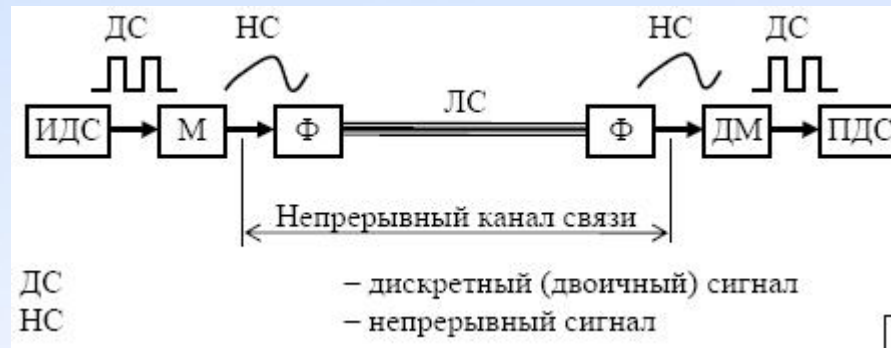 ДС НС НС ДС
ЛС
ИДС М Ф Ф ДМ ПДС
Непрерывный канал связи
ДС – дискретный (двоичный) сигнал
НС – непрерывный сигнал